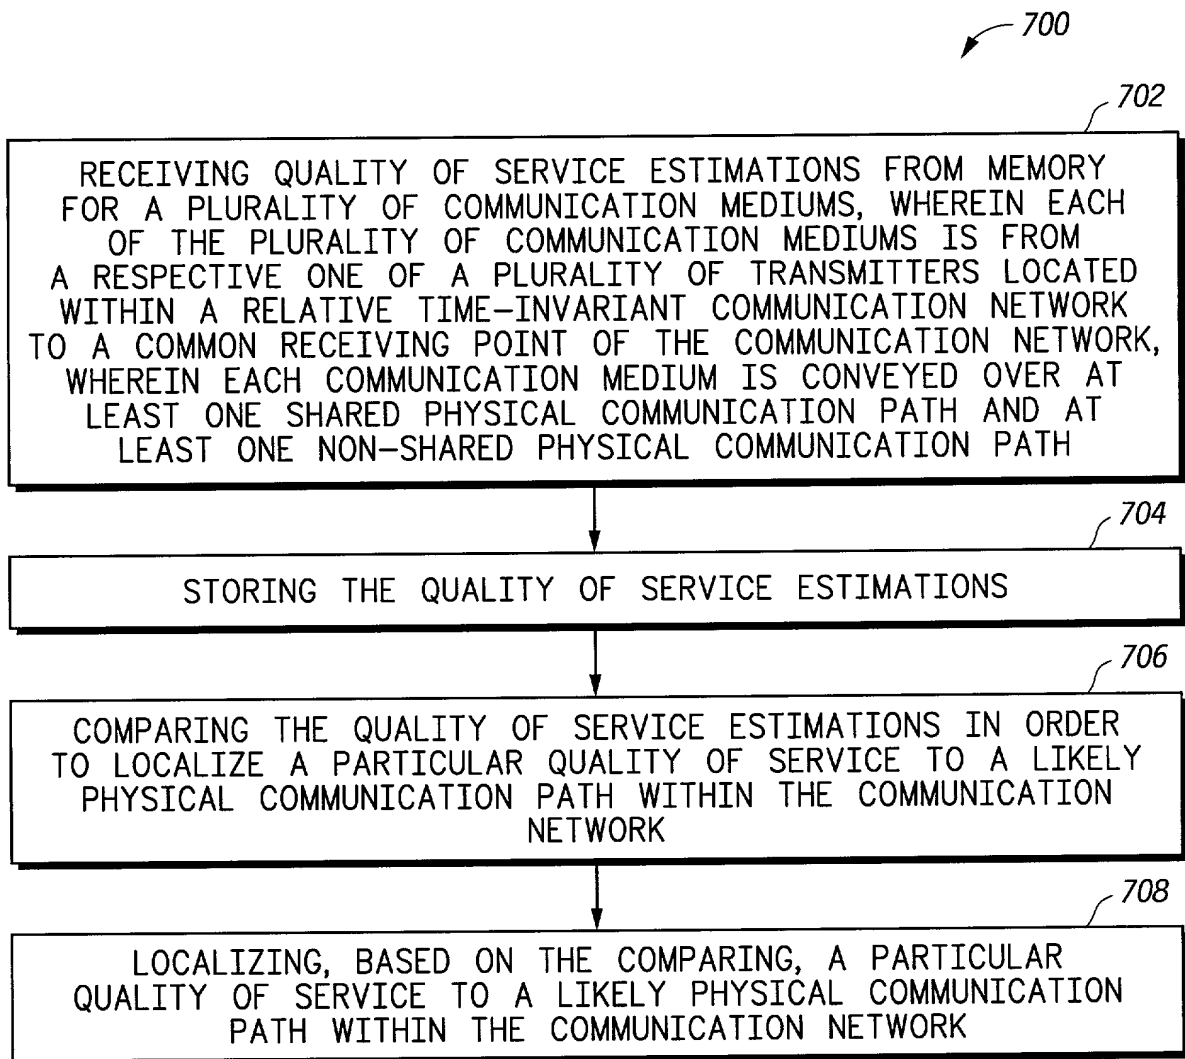 700
702
RECEIVING QUALITY OF SERVICE ESTIMATIONS FROM MEMORY
FOR A PLURALITY OF COMMUNICATION MEDIUMS, WHEREIN EACH
OF THE PLURALITY OF COMMUNICATION MEDIUMS IS FROM
A RESPECTIVE ONE OF A PLURALITY OF TRANSMITTERS LOCATED
WITHIN A RELATIVE TIME-INVARIANT COMMUNICATION NETWORK
TO A COMMON RECEIVING POINT OF THE COMMUNICATION NETWORK,
WHEREIN EACH COMMUNICATION MEDIUM IS CONVEYED OVER AT
LEAST ONE SHARED PHYSICAL COMMUNICATION PATH AND AT
LEAST ONE NON-SHARED PHYSICAL COMMUNICATION PATH
704
STORING THE QUALITY OF SERVICE ESTIMATIONS
706
COMPARING THE QUALITY OF SERVICE ESTIMATIONS IN ORDER
TO LOCALIZE A PARTICULAR QUALITY OF SERVICE TO A LIKELY
PHYSICAL COMMUNICATION PATH WITHIN THE COMMUNICATION
NETWORK
708
LOCALIZING, BASED ON THE COMPARING, A PARTICULAR
QUALITY OF SERVICE TO A LIKELY PHYSICAL COMMUNICATION
PATH WITHIN THE COMMUNICATION NETWORK